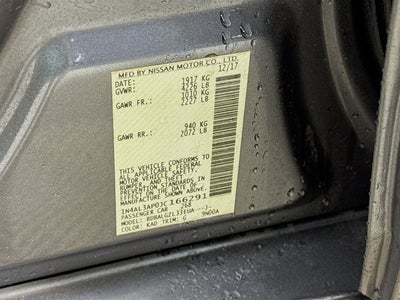 MFD BY NISSAN MOTOR CO., LTD.
DATE: 12/17
GVWR: 1917 KG
4226 LB
GAWR FR.: 1010 KG
2227 LB
GAWR RR.: 940 KG
2072 LB
THIS VEHICLE CONFORMS TO
ALL APPLICABLE FEDERAL
MOTOR VEHICLE SAFETY
BUMPER AND THEFT
PREVENTION STANDARDS IN
EFFECT ON THE DATE OF
MANUFACTURE SHOWN
ABOVE.
1N4AL3AP0JC166291
PASSENGER CAR 268
MODEL:
COLOR: KAD TRIM: G